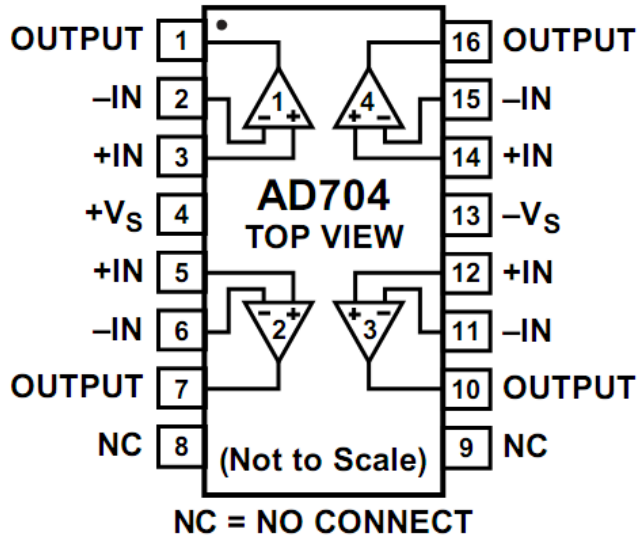 OUTPUT 1 16 OUTPUT
1 4
–IN 2 15 –IN
– + + –
+IN 3 14 +IN
AD704
+VS 4 13 –VS
TOP VIEW
+IN 5 12 +IN
– + + –
–IN 6 2 3 11 –IN
OUTPUT 7 10 OUTPUT
NC 8 (Not to Scale) 9 NC
NC = NO CONNECT